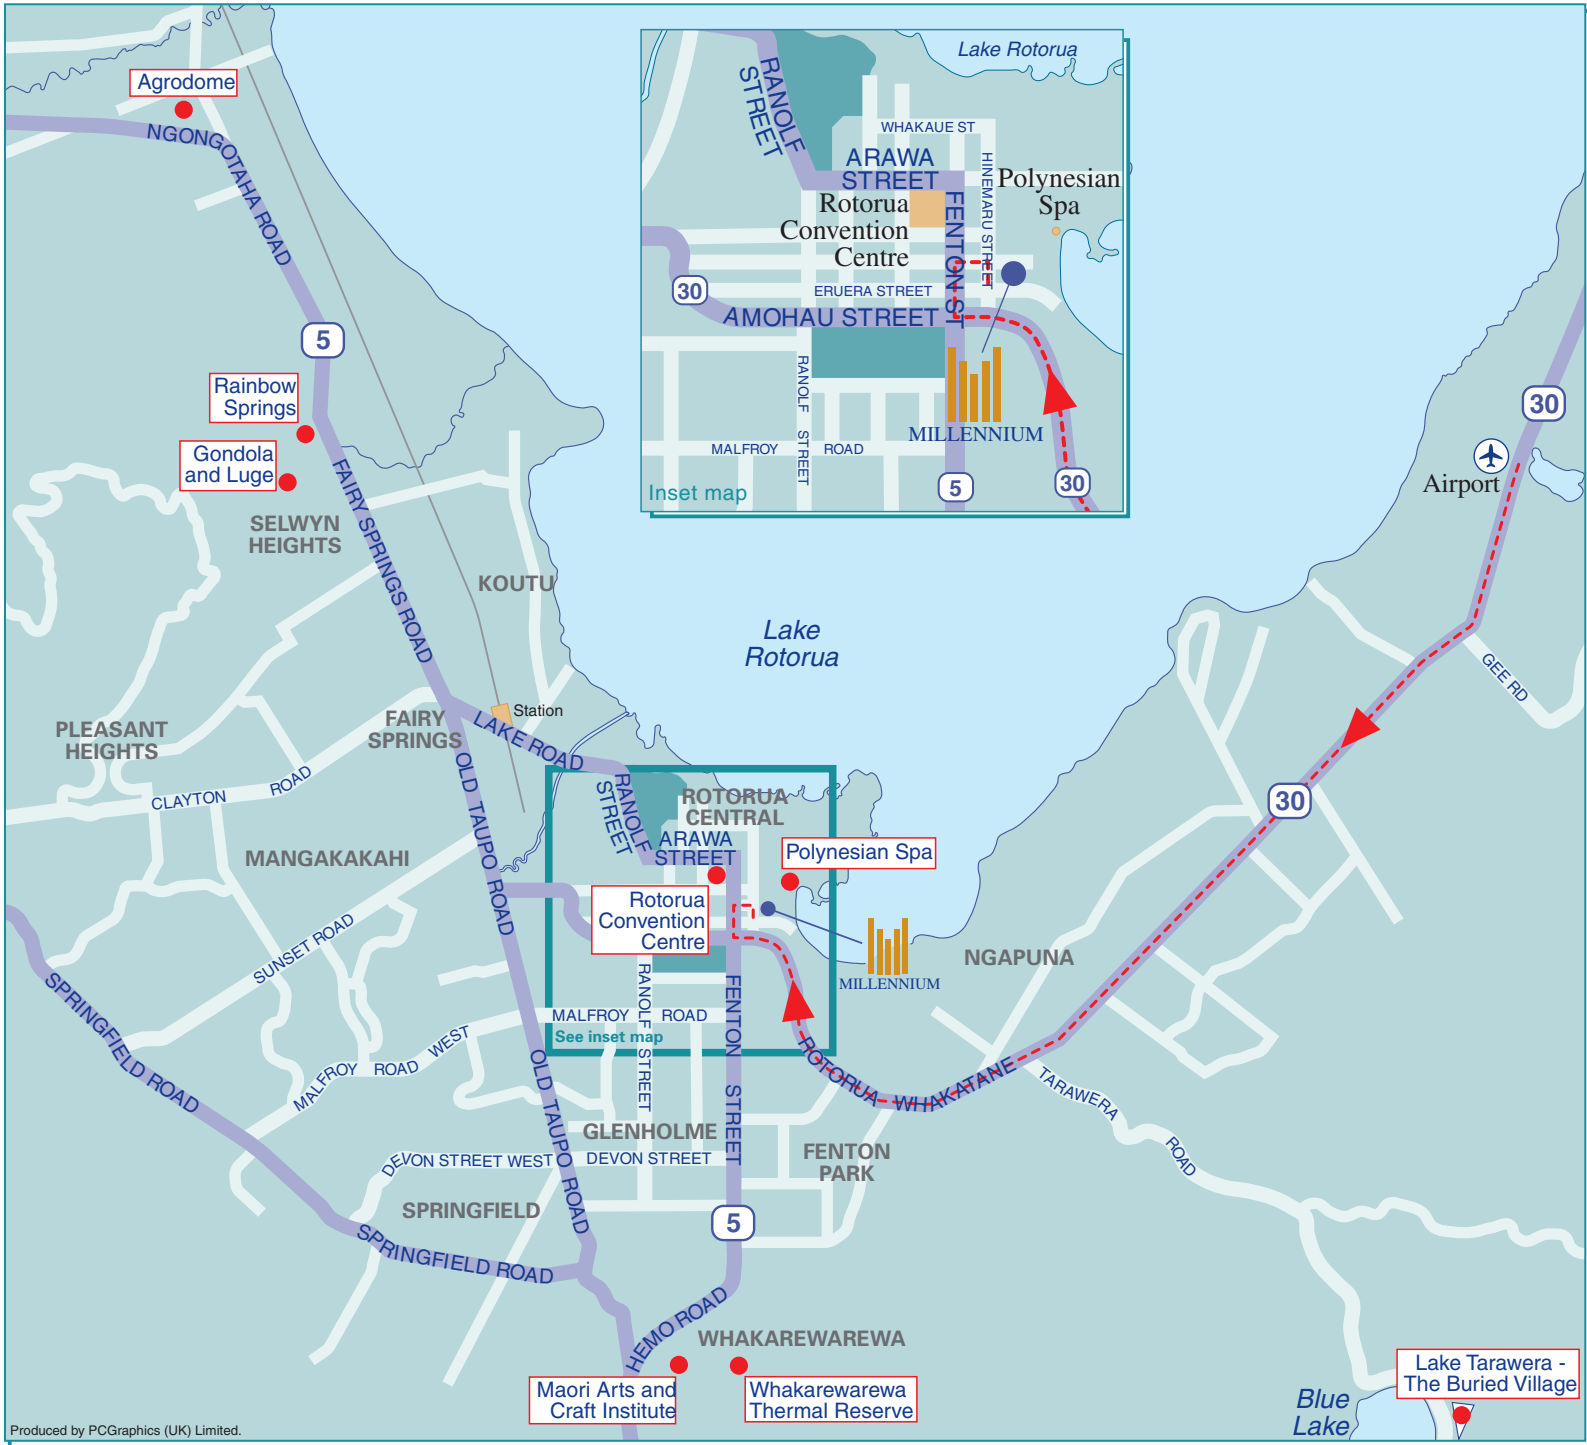 Agrodome
NGONGOTAHA ROAD
5
Rainbow
Springs
Gondola
and Luge
SELWYN
HEIGHTS
FAIRY SPRINGS ROAD
KOUTU
Lake
Rotorua
Lake Rotorua
RANOLF
STREET
WHAKAUE ST
ARAWA
STREET
HINEMARU STREET
Polynesian
Spa
Rotorua
Convention
Centre
FENTON ST
30
ERUERA STREET
AMOHAU STREET
RANOLF STREET
MALFROY ROAD
MILLENNIUM
5
30
Inset map
30
Airport
GEE RD
30
PLEASANT
HEIGHTS
FAIRY
SPRINGS
Station
LAKE ROAD
CLAYTON ROAD
OLD TAUPO ROAD
MANGAKAKAHI
RANOLF
STREET
ROTORUA
CENTRAL
ARAWA
STREET
Polynesian Spa
Rotorua
Convention
Centre
MILLENNIUM
NGAPUNA
SUNSET ROAD
SPRINGFIELD ROAD
MALFROY ROAD WEST
MALFROY ROAD
See inset map
RANOLF STREET
FENTON STREET
ROTORUA WHAKATANE
TARAWERA ROAD
OLD TAUPO ROAD
GLENHOLME
DEVON STREET WEST
DEVON STREET
FENTON
PARK
SPRINGFIELD
SPRINGFIELD ROAD
5
HEMO ROAD
WHAKAREWAREWA
Maori Arts and
Craft Institute
Whakarewarewa
Thermal Reserve
Blue
Lake
Lake Tarawera -
The Buried Village
Produced by PCGraphics (UK) Limited.